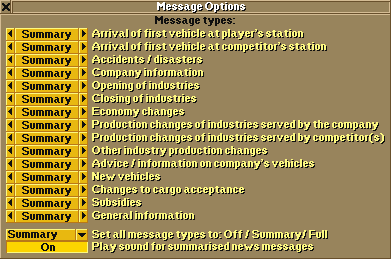 Message Options
Message types:
Summary Arrival of first vehicle at player's station
Summary Arrival of first vehicle at competitor's station
Summary Accidents / disasters
Summary Company information
Summary Opening of industries
Summary Closing of industries
Summary Economy changes
Summary Production changes of industries served by the company
Summary Production changes of industries served by competitor(s)
Summary Other industry production changes
Summary Advice / information on company's vehicles
Summary New vehicles
Summary Changes to cargo acceptance
Summary Subsidies
Summary General information
Summary Set all message types to: Off / Summary / Full
On Play sound for summarised news messages